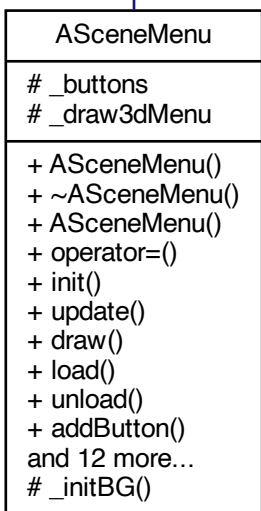 ASceneMenu
# _buttons
# _draw3dMenu
+ ASceneMenu()
+ ~ASceneMenu()
+ ASceneMenu()
+ operator=()
+ init()
+ update()
+ draw()
+ load()
+ unload()
+ addButton()
and 12 more...
# _initBG()